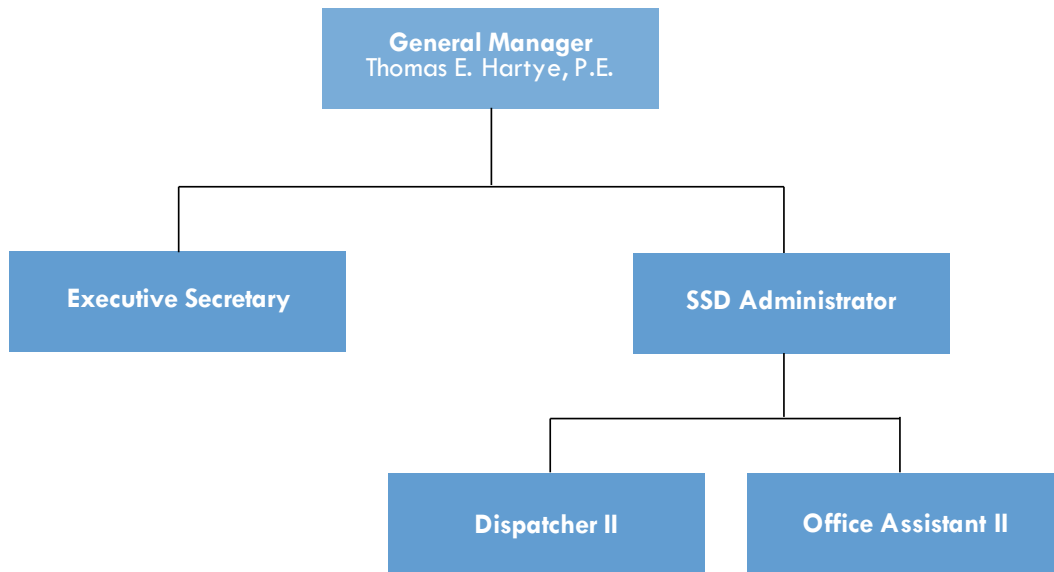 General Manager
Thomas E. Hartye, P.E.
Executive Secretary
SSD Administrator
Dispatcher II
Office Assistant II